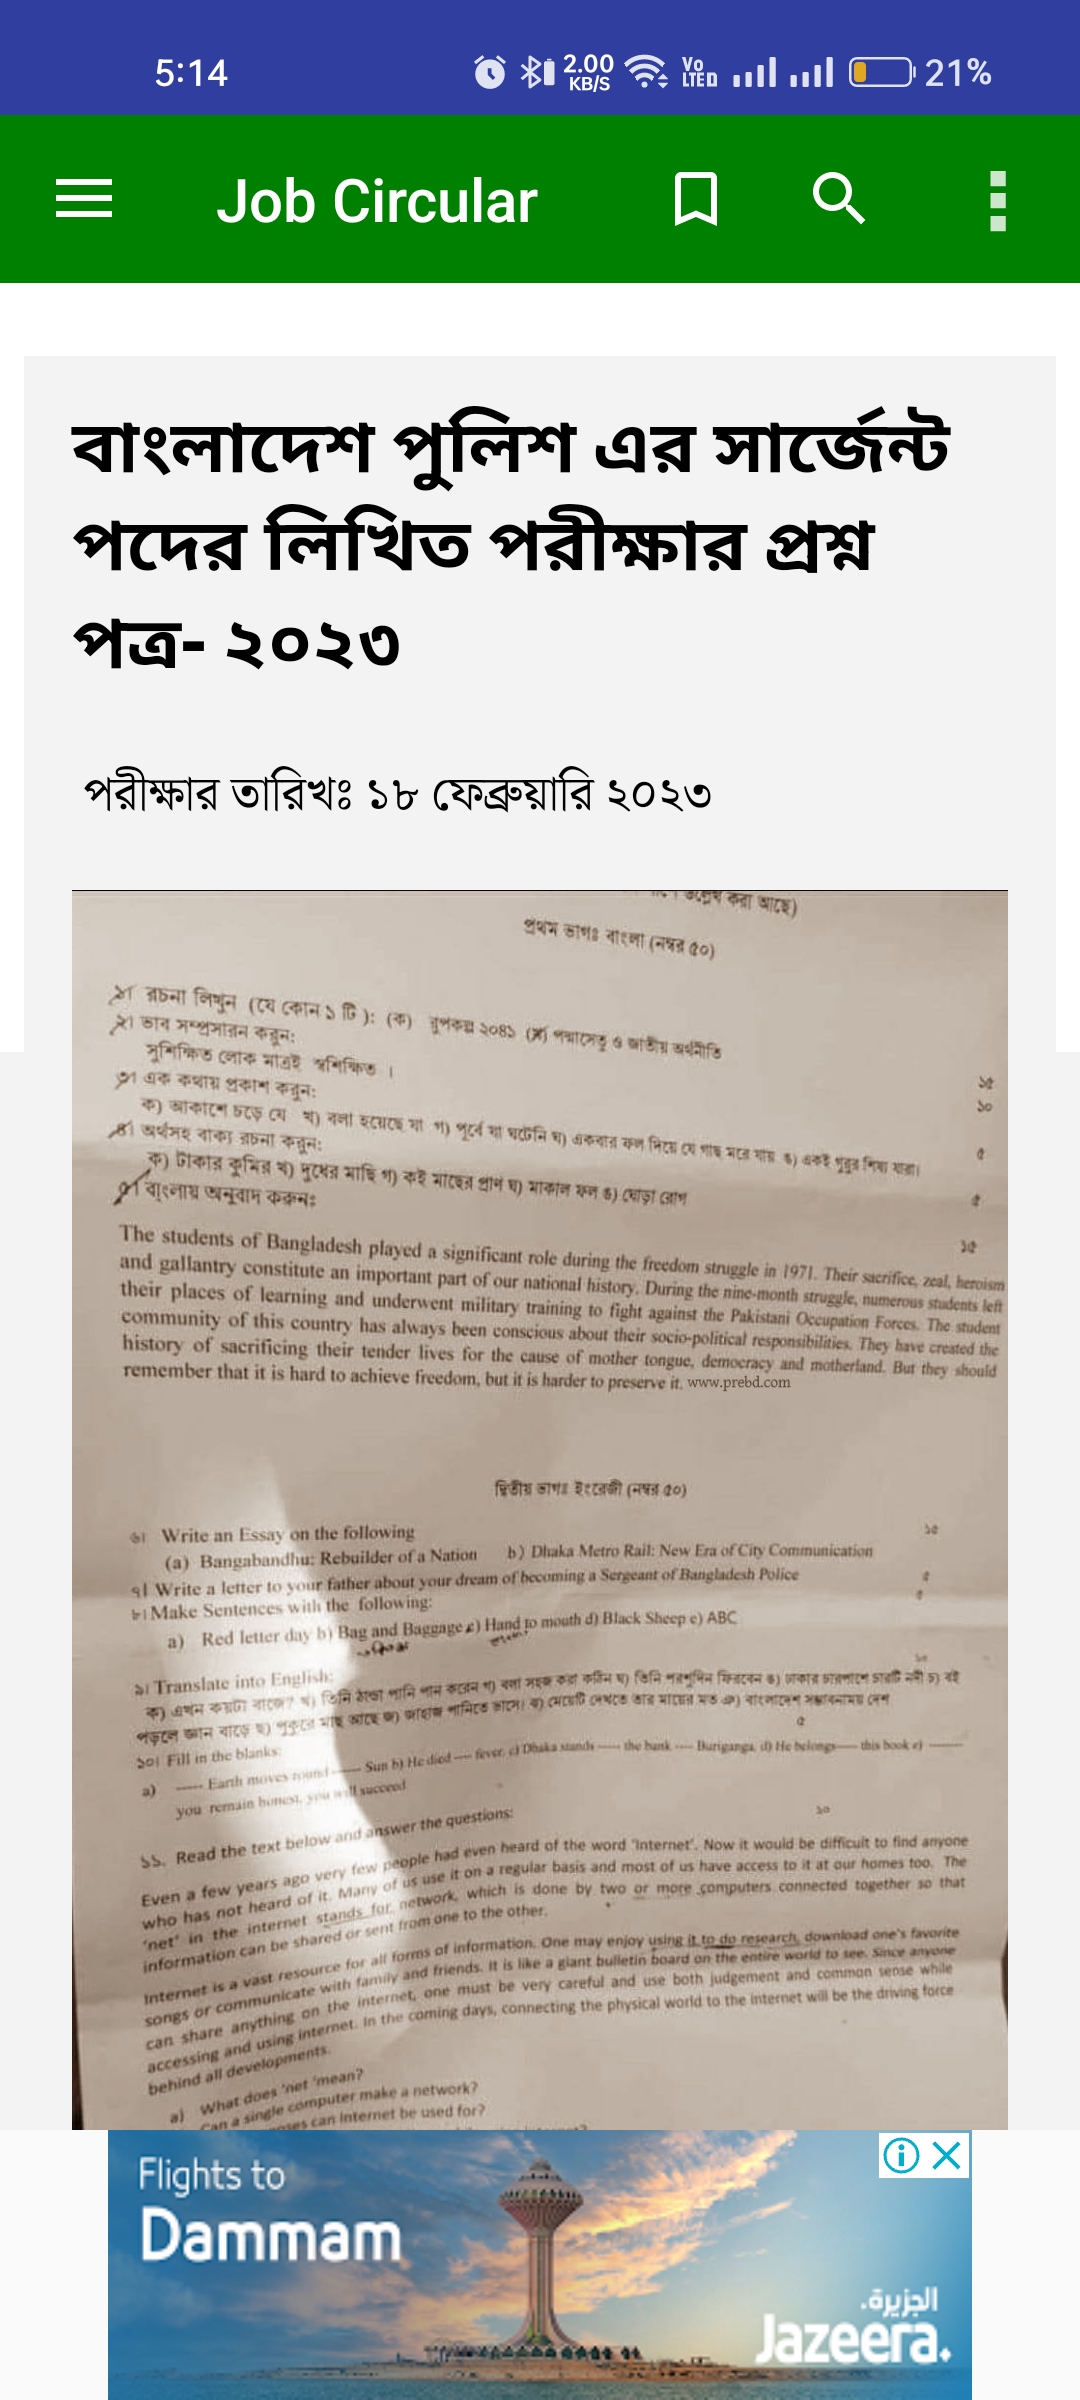 5:14
2.00
KB/S
Vo
LTE
21%
Job Circular
বাংলাদেশ পুলিশ এর সার্জেন্ট
পদের লিখিত পরীক্ষার প্রশ্ন
পত্র- ২০২৩
পরীক্ষার তারিখঃ ১৮ ফেব্রুয়ারি ২০২৩
উল্লেখ করা আছে)
প্রথম ভাগঃ বাংলা (নম্বর ৫০)
১। রচনা লিখুন (যে কোন ১ টি ): (ক) রুপকল্প ২০৪১ (খ) পদ্মাসেতু ও জাতীয় অর্থনীতি
১৫
২। ভাব সম্প্রসারন করুন:
১০
সুশিক্ষিত লোক মাত্রই স্বশিক্ষিত ।
৩। এক কথায় প্রকাশ করুন:
৫
ক) আকাশে চড়ে যে খ) বলা হয়েছে যা গ) পূর্বে যা ঘটেনি ঘ) একবার ফল দিয়ে যে গাছ মরে যায় ঙ) একই গুরুর শিষ্য যারা।
৪। অর্থসহ বাক্য রচনা করুন:
৫
ক) টাকার কুমির খ) দুধের মাছি গ) কই মাছের প্রাণ ঘ) মাকাল ফল ঙ) ঘোড়া রোগ
৫। বাংলায় অনুবাদ করুনঃ
১৫
The students of Bangladesh played a significant role during the freedom struggle in 1971. Their sacrifice, zeal, heroism
and gallantry constitute an important part of our national history. During the nine-month struggle, numerous students left
their places of learning and underwent military training to fight against the Pakistani Occupation Forces. The student
community of this country has always been conscious about their socio-political responsibilities. They have created the
history of sacrificing their tender lives for the cause of mother tongue, democracy and motherland. But they should
remember that it is hard to achieve freedom, but it is harder to preserve it. www.prebd.com
দ্বিতীয় ভাগঃ ইংরেজী (নম্বর ৫০)
৬। Write an Essay on the following
১৫
(a) Bangabandhu: Rebuilder of a Nation b) Dhaka Metro Rail: New Era of City Communication
৭। Write a letter to your father about your dream of becoming a Sergeant of Bangladesh Police
৫
৮। Make Sentences with the following:
৫
a) Red letter day b) Bag and Baggage c) Hand to mouth d) Black Sheep e) ABC
৯। Translate into English:
১০
ক) এখন কয়টা বাজে? খ) তিনি ঠান্ডা পানি পান করেন গ) বলা সহজ করা কঠিন ঘ) তিনি পরশুদিন ফিরবেন ঙ) ঢাকার চারপাশে চারটি নদী চ) বই
পড়লে জ্ঞান বাড়ে ছ) পুকুরে মাছ আছে জ) জাহাজ পানিতে ভাসে। ঝ) মেয়েটি দেখতে তার মায়ের মত ঞ) বাংলাদেশ সম্ভাবনাময় দেশ
১০। Fill in the blanks:
৫
a) ----- Earth moves round ------ Sun b) He died ---- fever. c) Dhaka stands ----- the bank ---- Buriganga. d) He belongs----- this book e) --------
you remain honest, you will succeed
১১. Read the text below and answer the questions:
১০
Even a few years ago very few people had even heard of the word 'Internet'. Now it would be difficult to find anyone
who has not heard of it. Many of us use it on a regular basis and most of us have access to it at our homes too. The
'net' in the internet stands for network, which is done by two or more computers connected together so that
information can be shared or sent from one to the other.
Internet is a vast resource for all forms of information. One may enjoy using it to do research, download one's favorite
songs or communicate with family and friends. It is like a giant bulletin board on the entire world to see. Since anyone
can share anything on the internet, one must be very careful and use both judgement and common sense while
accessing and using internet. In the coming days, connecting the physical world to the internet will be the driving force
behind all developments.
a) What does 'net 'mean?
Can a single computer make a network?
can internet be used for?
Flights to
Dammam
الجزيرة.
Jazeera.